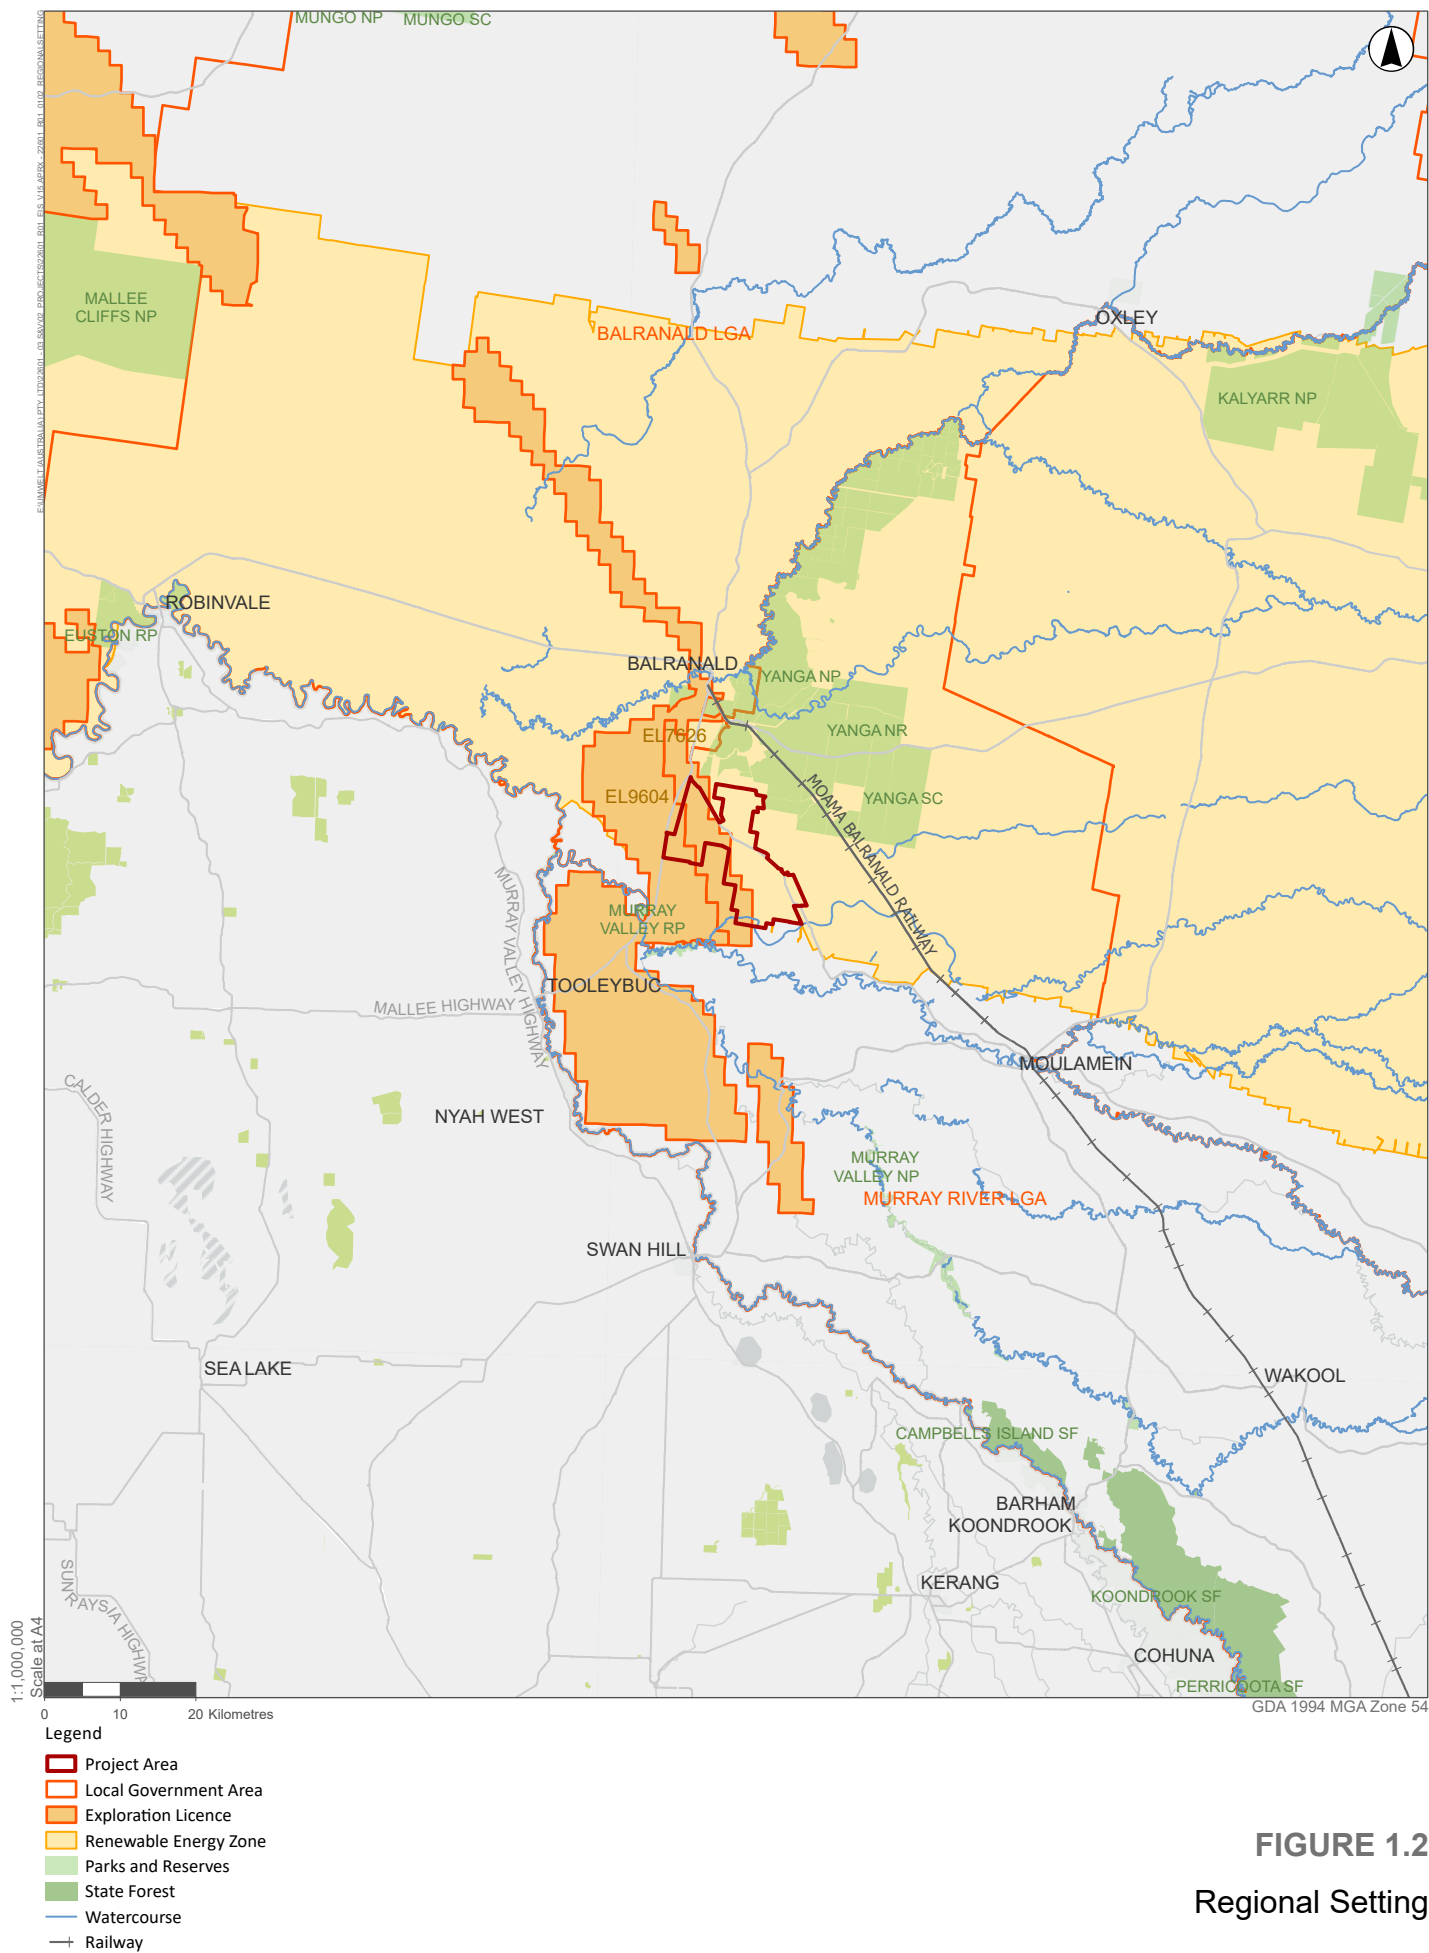 MUNGO NP
MUNGO SC
MALLEE
CLIFFS NP
BALRANALD LGA
OXLEY
KALYARR NP
ROBINVALE
EUSTON RP
BALRANALD
YANGA NP
EL7626
YANGA NR
EL9604
YANGA SC
MOAMA BALRANALD RAILWAY
MURRAY
VALLEY RP
MURRAY VALLEY HIGHWAY
TOOLEYBUC
MALLEE HIGHWAY
MOULAMEIN
CALDER HIGHWAY
NYAH WEST
MURRAY
VALLEY NP
MURRAY RIVER LGA
SWAN HILL
SEA LAKE
WAKOOL
CAMPBELLS ISLAND SF
BARHAM
KOONDROOK
KERANG
KOONDROOK SF
SUNRAYSIA HIGHW
COHUNA
PERRICOOTA SF
1:1,000,000
Scale at A4
0 10 20 Kilometres
GDA 1994 MGA Zone 54
Legend
Project Area
Local Government Area
Exploration Licence
Renewable Energy Zone
Parks and Reserves
State Forest
Watercourse
Railway
FIGURE 1.2
Regional Setting